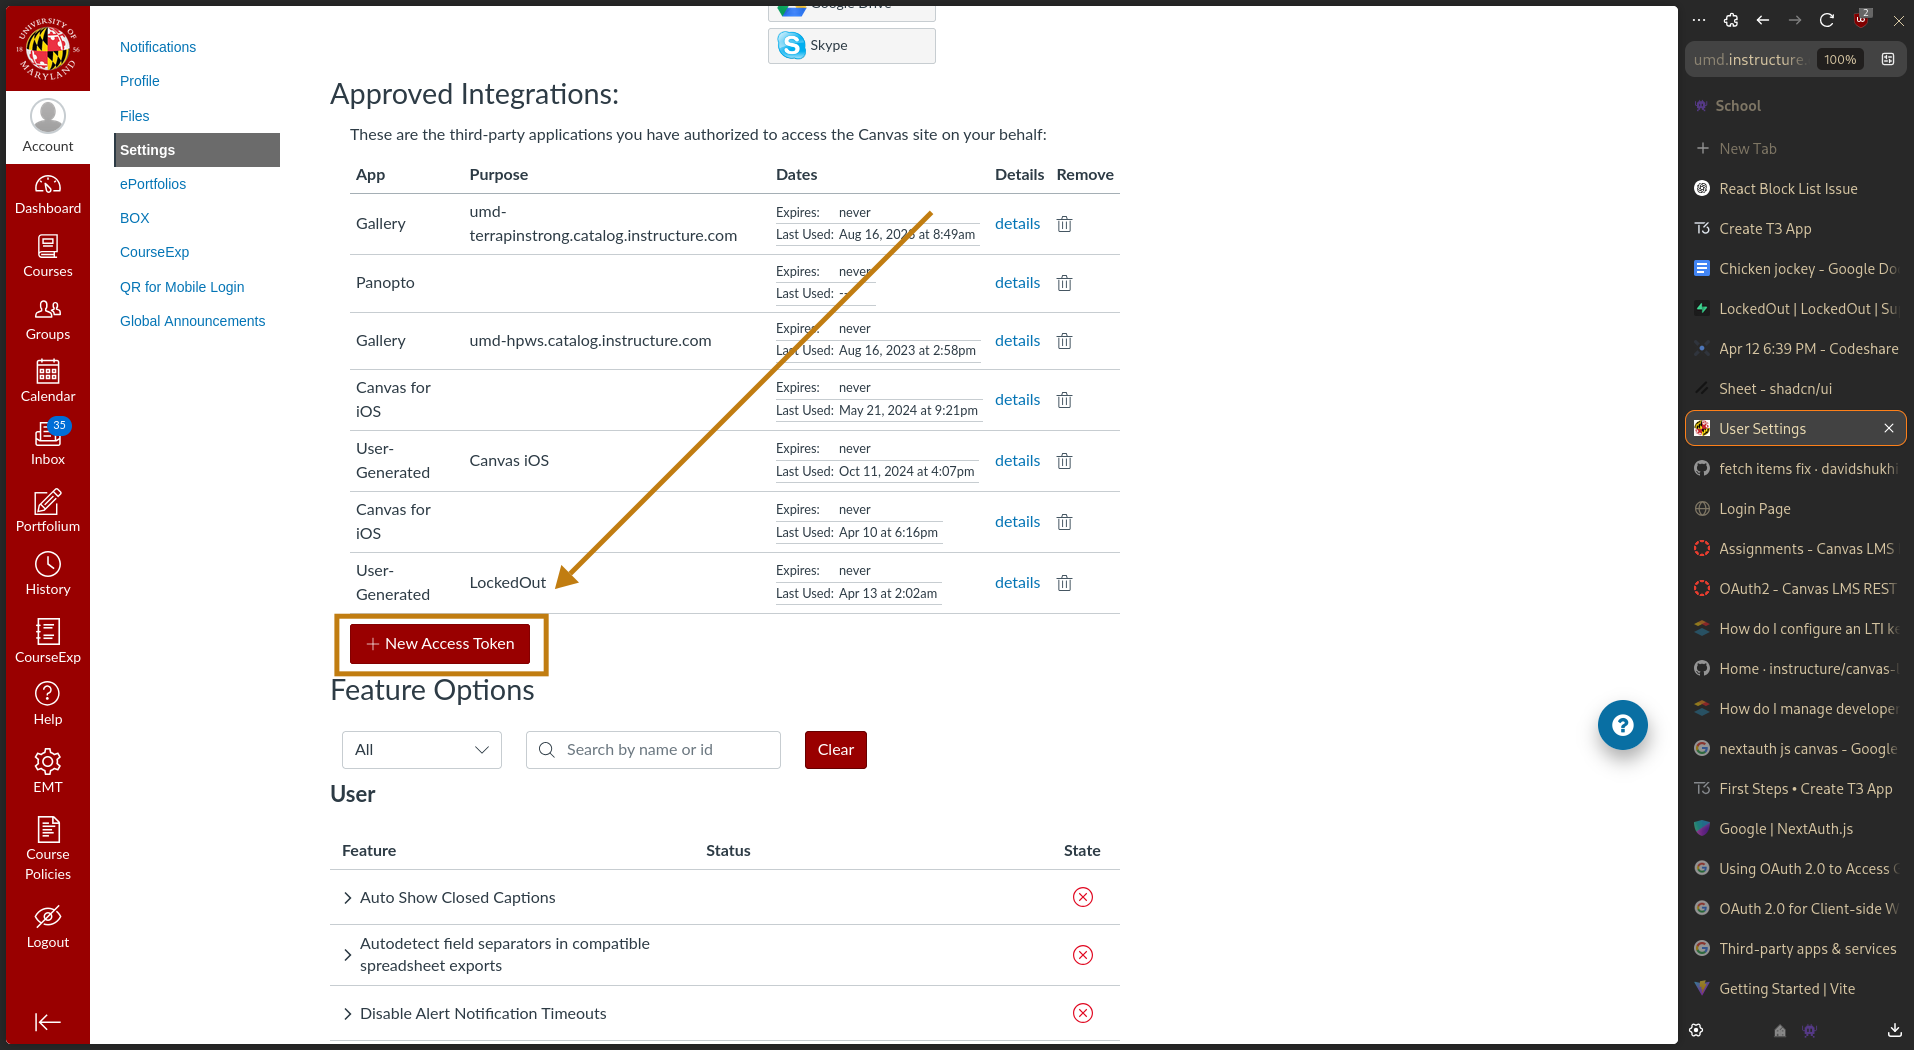 UNIVERSITY OF
18 56
MARYLAND
Account
Dashboard
Courses
Groups
Calendar
35
Inbox
Portfolium
History
CourseExp
Help
EMT
Course
Policies
Logout
Notifications
Profile
Files
Settings
ePortfolios
BOX
CourseExp
QR for Mobile Login
Global Announcements
Google Drive
Skype
Approved Integrations:
These are the third-party applications you have authorized to access the Canvas site on your behalf:
App Purpose Dates Details Remove
Gallery umd-terrapinstrong.catalog.instructure.com Expires: never details
Last Used: Aug 16, 2023 at 8:49am
Panopto Expires: never details
Last Used: --
Gallery umd-hpws.catalog.instructure.com Expires: never details
Last Used: Aug 16, 2023 at 2:58pm
Canvas for iOS Expires: never details
Last Used: May 21, 2024 at 9:21pm
User-Generated Canvas iOS Expires: never details
Last Used: Oct 11, 2024 at 4:07pm
Canvas for iOS Expires: never details
Last Used: Apr 10 at 6:16pm
User-Generated LockedOut Expires: never details
Last Used: Apr 13 at 2:02am
+ New Access Token
Feature Options
All
Search by name or id
Clear
User
Feature Status State
Auto Show Closed Captions
Autodetect field separators in compatible
spreadsheet exports
Disable Alert Notification Timeouts
?
2
umd.instructure. 100%
School
+ New Tab
React Block List Issue
T3 Create T3 App
Chicken jockey - Google Do
LockedOut | LockedOut | Su
Apr 12 6:39 PM - Codeshare
Sheet - shadcn/ui
User Settings
fetch items fix · davidshukhi
Login Page
Assignments - Canvas LMS
OAuth2 - Canvas LMS REST
How do I configure an LTI ke
Home · instructure/canvas-
How do I manage developer
nextauth js canvas - Google
T3 First Steps • Create T3 App
Google | NextAuth.js
Using OAuth 2.0 to Access G
OAuth 2.0 for Client-side W
Third-party apps & services
Getting Started | Vite